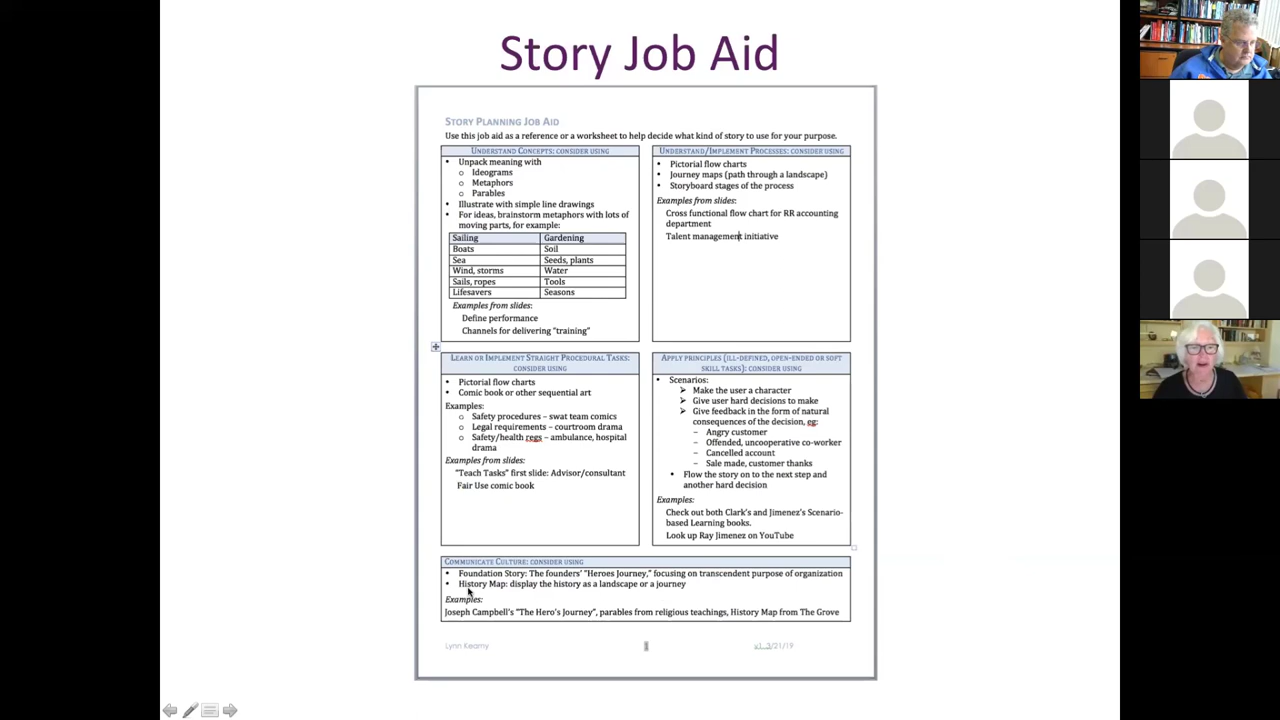 Story Job Aid
STORY PLANNING JOB AID
Use this job aid as a reference or a worksheet to help decide what kind of story to use for your purpose.
UNDERSTAND CONCEPTS: CONSIDER USING
• Unpack meaning with
o Ideograms
o Metaphors
o Parables
• Illustrate with simple line drawings
• For ideas, brainstorm metaphors with lots of
moving parts, for example:
Sailing Gardening
Boats Soil
Sea Seeds, plants
Wind, storms Water
Sails, ropes Tools
Lifesavers Seasons
Examples from slides:
Define performance
Channels for delivering "training"
UNDERSTAND/IMPLEMENT PROCESSES: CONSIDER USING
• Pictorial flow charts
• Journey maps (path through a landscape)
• Storyboard stages of the process
Examples from slides:
Cross functional flow chart for RR accounting
department
Talent management initiative
LEARN OR IMPLEMENT STRAIGHT PROCEDURAL TASKS:
CONSIDER USING
• Pictorial flow charts
• Comic book or other sequential art
Examples:
o Safety procedures – swat team comics
o Legal requirements – courtroom drama
o Safety/health regs – ambulance, hospital
drama
Examples from slides:
"Teach Tasks" first slide: Advisor/consultant
Fair Use comic book
APPLY PRINCIPLES (ILL-DEFINED, OPEN-ENDED OR SOFT
SKILL TASKS): CONSIDER USING
• Scenarios:
➢ Make the user a character
➢ Give user hard decisions to make
➢ Give feedback in the form of natural
consequences of the decision, eg:
– Angry customer
– Offended, uncooperative co-worker
– Cancelled account
– Sale made, customer thanks
• Flow the story on to the next step and
another hard decision
Examples:
Check out both Clark's and Jimenez's Scenario-
based Learning books.
Look up Ray Jimenez on YouTube
COMMUNICATE CULTURE: CONSIDER USING
• Foundation Story: The founders' "Heroes Journey," focusing on transcendent purpose of organization
• History Map: display the history as a landscape or a journey
Examples:
Joseph Campbell's "The Hero's Journey", parables from religious teachings, History Map from The Grove
Lynn Kearny 1 v1_3/21/19